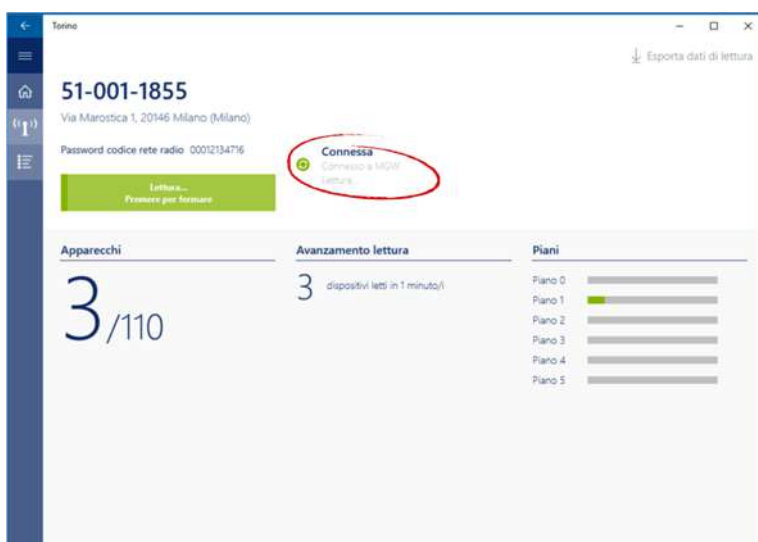 Torino
Esporta dati di lettura
51-001-1855
Via Marostica 1, 20146 Milano (Milano)
Password codice rete radio 00012134716
Connessa
Connesso a MGW
Lettura...
Lettura...
Premere per fermare
Apparecchi
3/110
Avanzamento lettura
3 dispositivi letti in 1 minuto/i
Piani
Piano 0
Piano 1
Piano 2
Piano 3
Piano 4
Piano 5